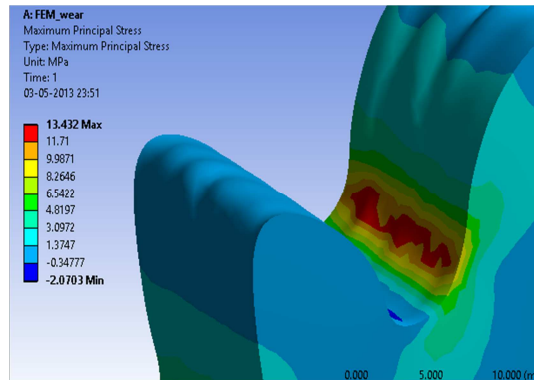 A: FEM_wear
Maximum Principal Stress
Type: Maximum Principal Stress
Unit: MPa
Time: 1
03-05-2013 23:51
13.432 Max
11.71
9.9871
8.2646
6.5422
4.8197
3.0972
1.3747
-0.34777
-2.0703 Min
0.000 5.000 10.000 (m